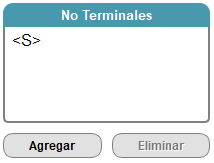 No Terminales
<S>
Agregar
Eliminar